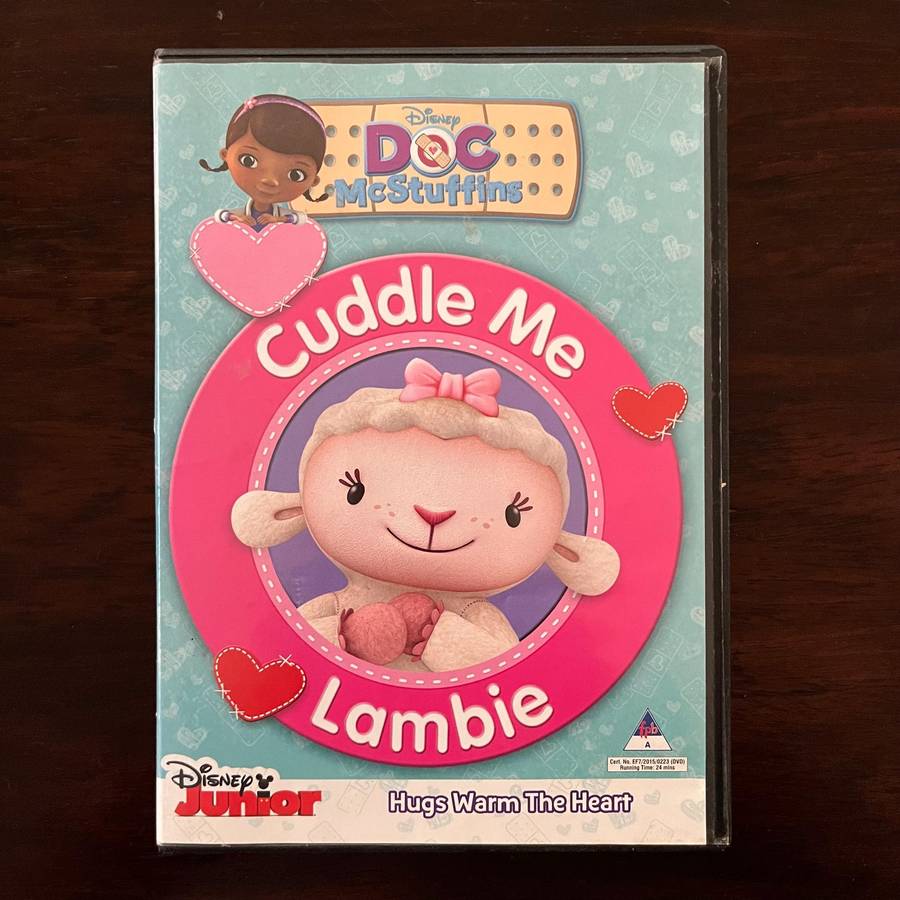 Disney
Doc
McStuffins
Cuddle Me
Lambie
fpb
A
Cert. No. EF7/2015/0223 (DVD)
Running Time: 24 mins
Disney
Junior
Hugs Warm The Heart